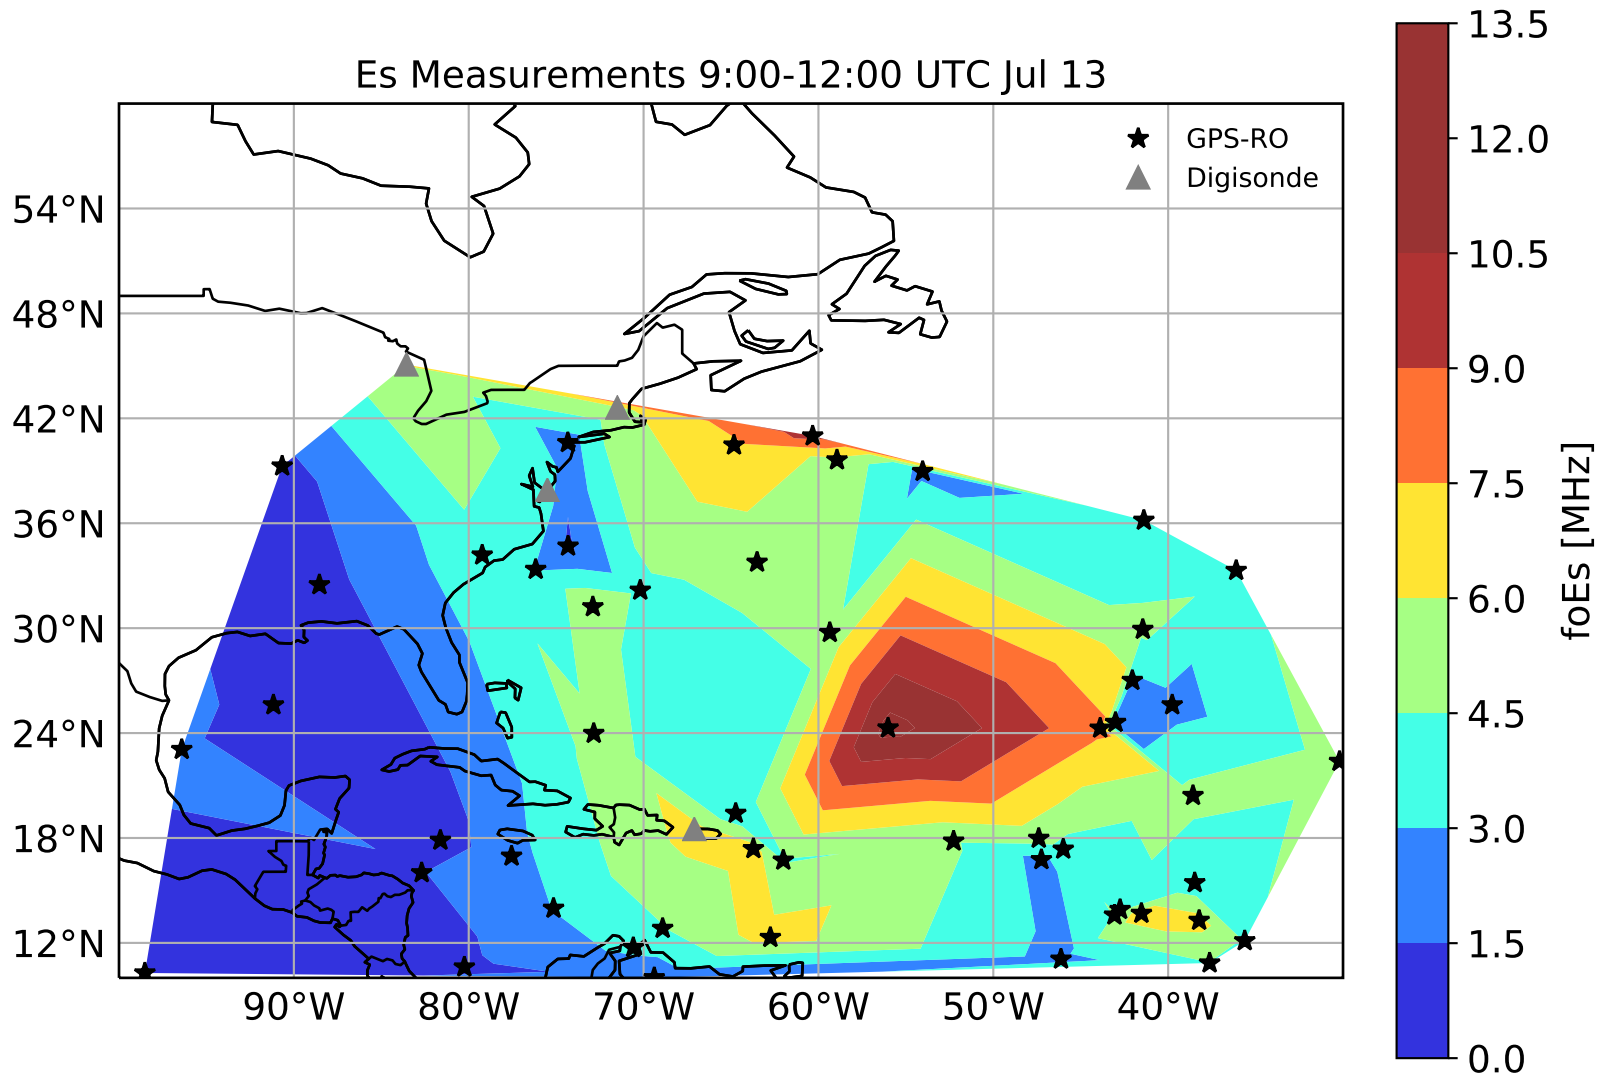 Es Measurements 9:00-12:00 UTC Jul 13
GPS-RO
Digisonde
54°N
48°N
42°N
36°N
30°N
24°N
18°N
12°N
90°W 80°W 70°W 60°W 50°W 40°W
13.5
12.0
10.5
9.0
7.5
6.0
4.5
3.0
1.5
0.0
foEs [MHz]